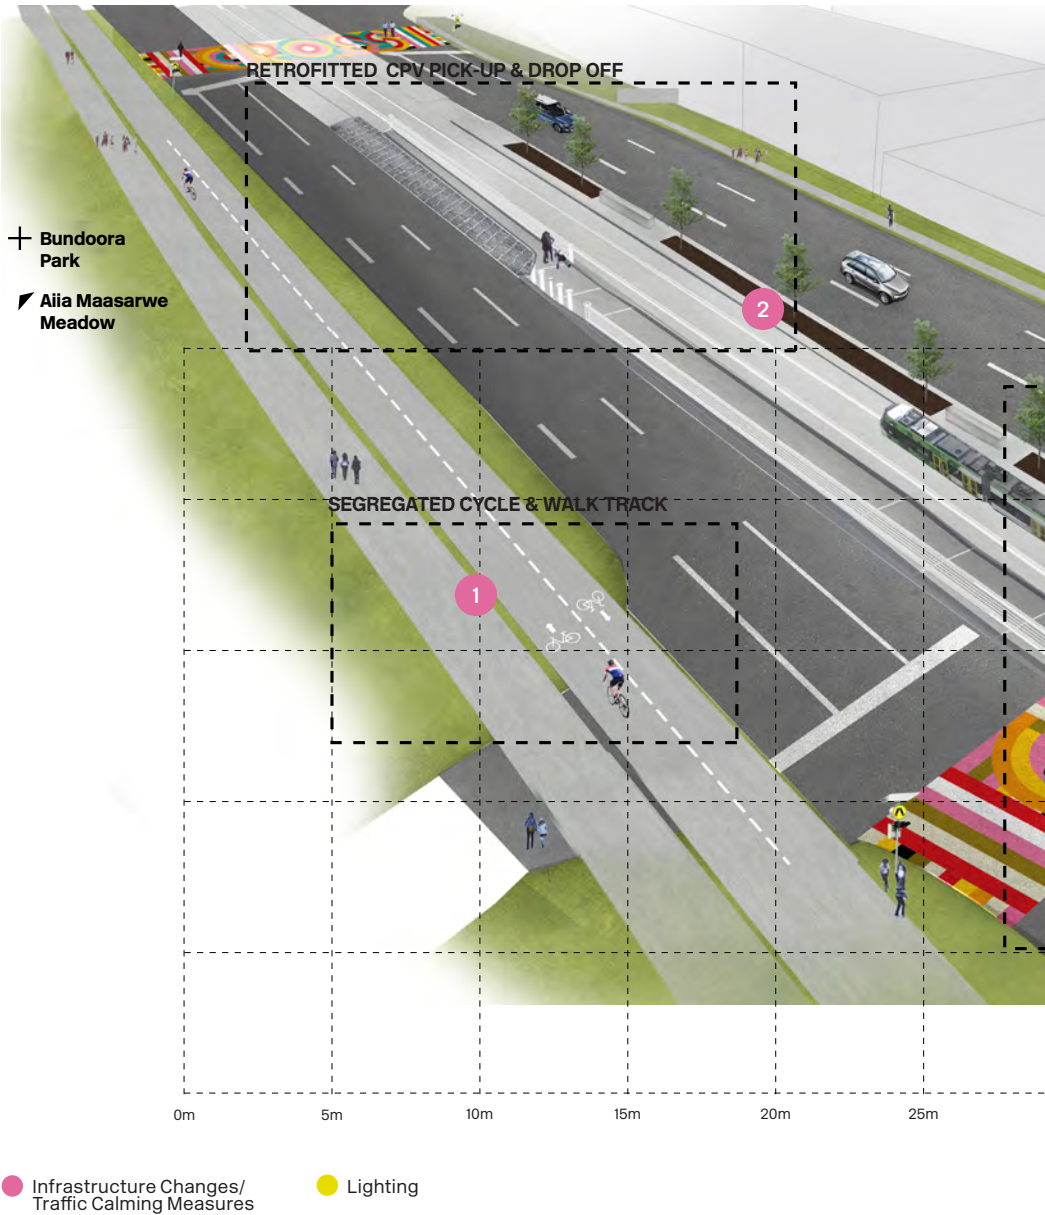 RETROFITTED CPV PICK-UP & DROP OFF
Bundoora
Park
Aiia Maasarwe
Meadow
2
SEGREGATED CYCLE & WALK TRACK
1
0m
5m
10m
15m
20m
25m
Infrastructure Changes/
Traffic Calming Measures
Lighting